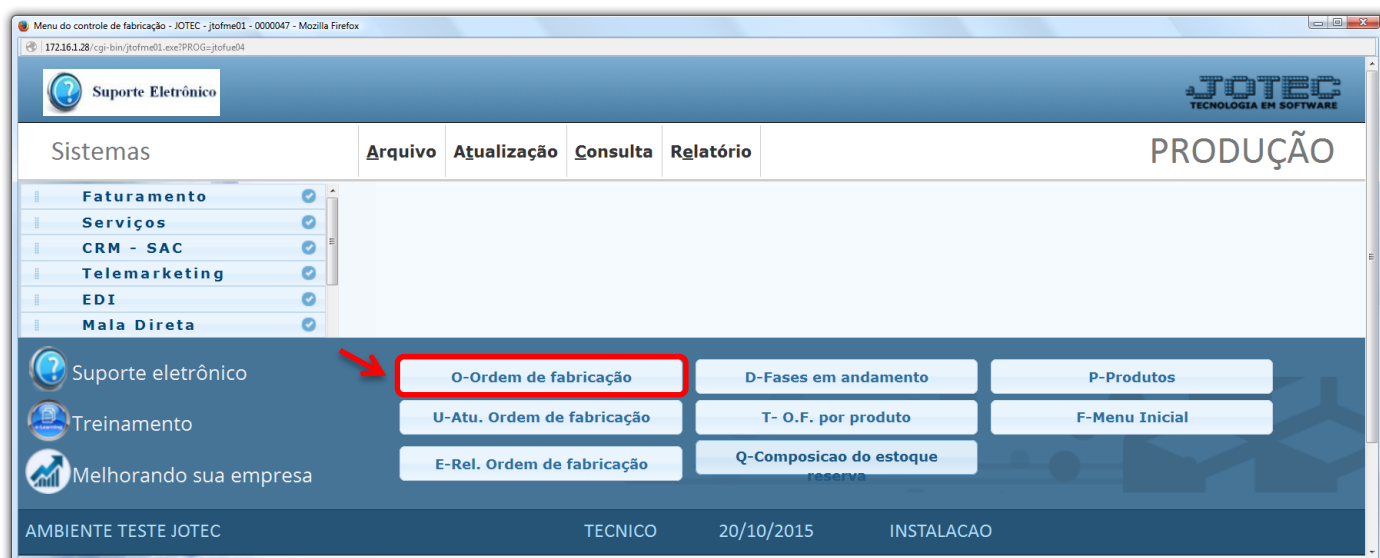 Menu do controle de fabricação - JOTEC - jtofme01 - 0000047 - Mozilla Firefox
172.16.1.28/cgi-bin/jtofme01.exe?PROG=jtofue04
Suporte Eletrônico
JOTEC
TECNOLOGIA EM SOFTWARE
Sistemas
Arquivo Atualização Consulta Relatório
PRODUÇÃO
Faturamento
Serviços
CRM - SAC
Telemarketing
EDI
Mala Direta
Suporte eletrônico
Treinamento
Melhorando sua empresa
O-Ordem de fabricação D-Fases em andamento P-Produtos
U-Atu. Ordem de fabricação T- O.F. por produto F-Menu Inicial
E-Rel. Ordem de fabricação Q-Composicao do estoque
reserva
AMBIENTE TESTE JOTEC TECNICO 20/10/2015 INSTALACAO